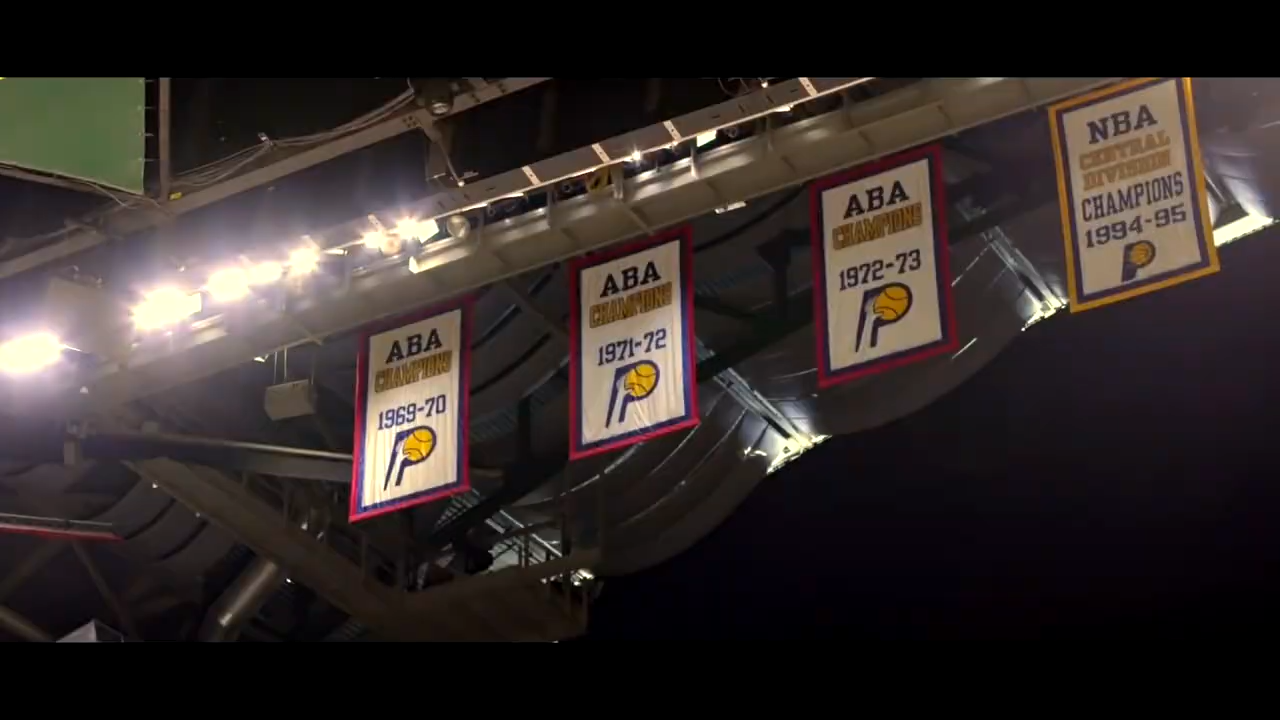 ABA
CHAMPIONS
1969-70
ABA
CHAMPIONS
1971-72
ABA
CHAMPIONS
1972-73
NBA
CENTRAL
DIVISION
CHAMPIONS
1994-95